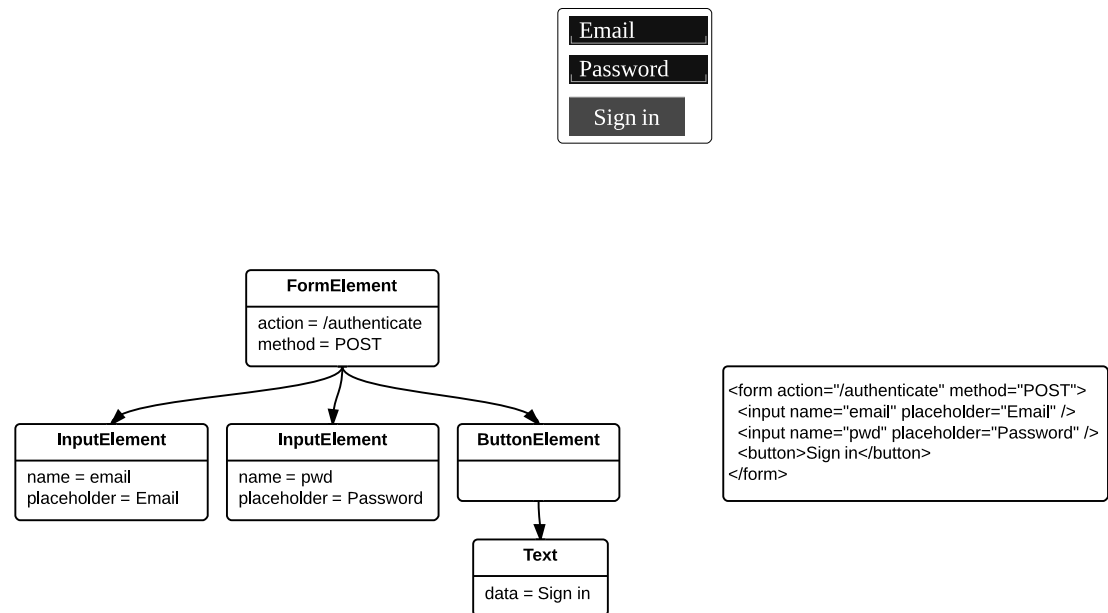 Email
Password
Sign in
FormElement
action = /authenticate
method = POST
InputElement
name = email
placeholder = Email
InputElement
name = pwd
placeholder = Password
ButtonElement
Text
data = Sign in
<form action="/authenticate" method="POST">
  <input name="email" placeholder="Email" />
  <input name="pwd" placeholder="Password" />
  <button>Sign in</button>
</form>